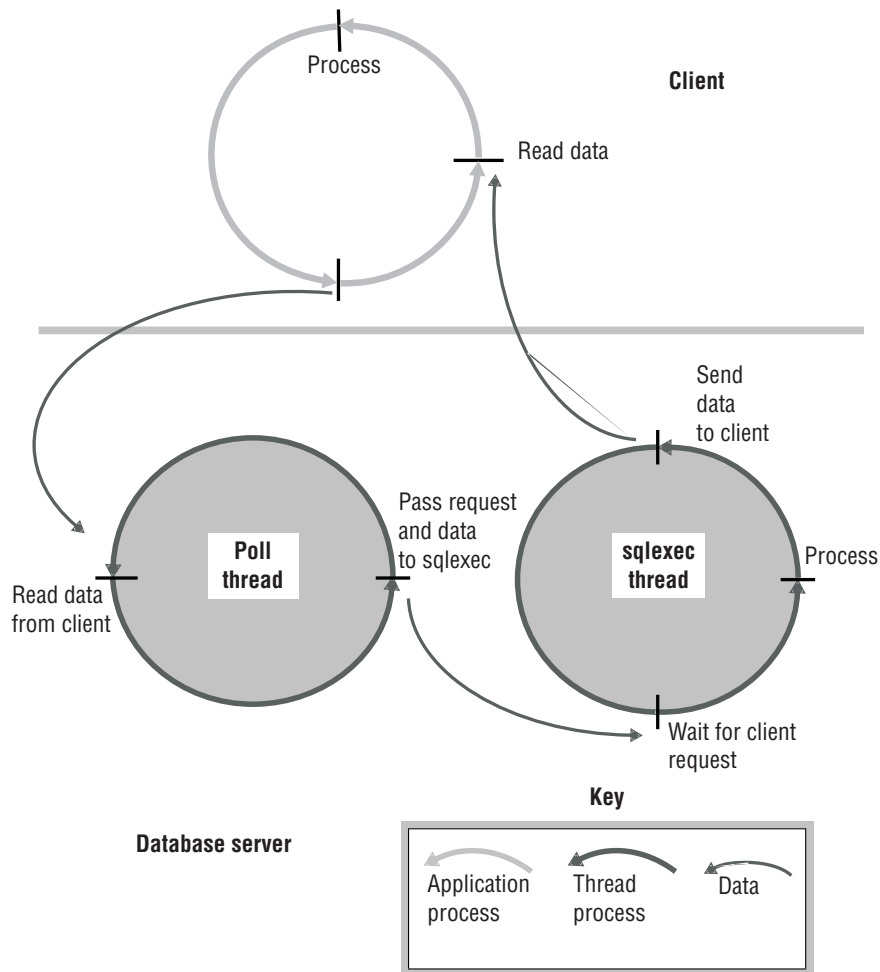 Process
Client
Read data
Send
data
to client
Pass request
and data
to sqlexec
Poll
thread
sqlexec
thread
Process
Read data
from client
Wait for client
request
Key
Database server
Application
process
Thread
process
Data